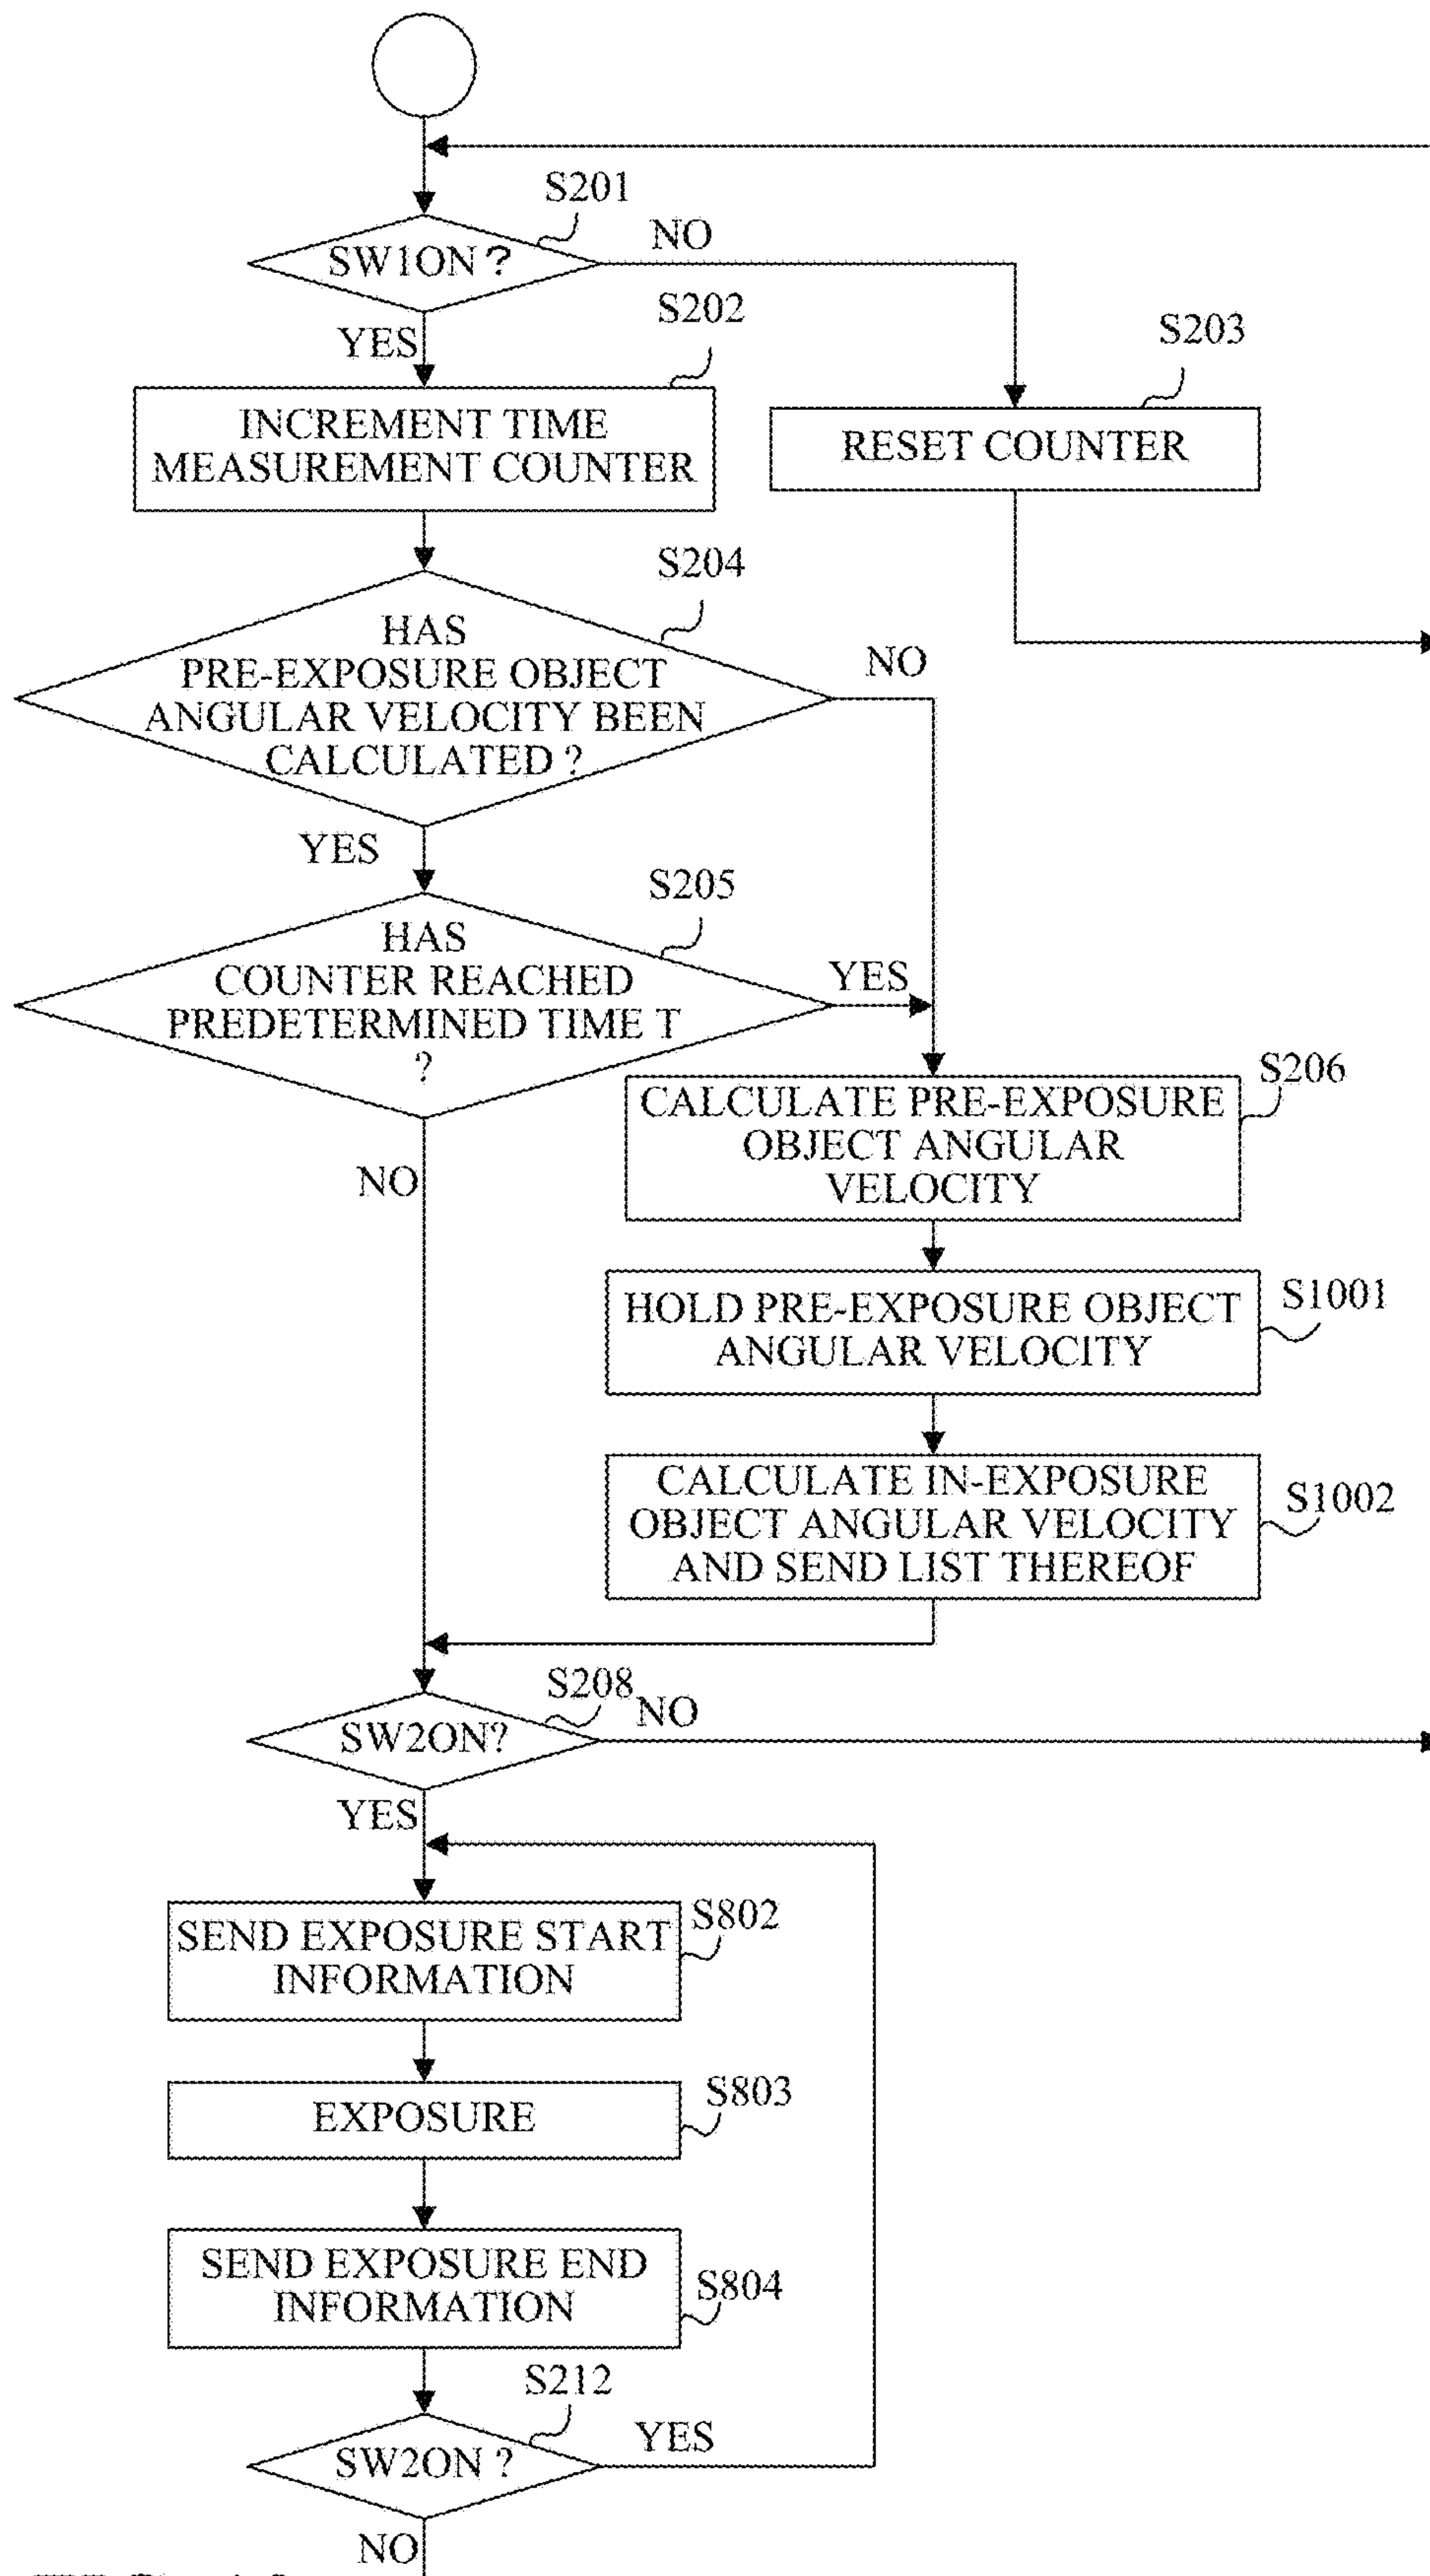 S201
SW1ON ?
NO
YES
S202
INCREMENT TIME
MEASUREMENT COUNTER
S203
RESET COUNTER
S204
HAS
PRE-EXPOSURE OBJECT
ANGULAR VELOCITY BEEN
CALCULATED ?
NO
YES
S205
HAS
COUNTER REACHED
PREDETERMINED TIME T
?
YES
NO
S206
CALCULATE PRE-EXPOSURE
OBJECT ANGULAR
VELOCITY
S1001
HOLD PRE-EXPOSURE OBJECT
ANGULAR VELOCITY
S1002
CALCULATE IN-EXPOSURE
OBJECT ANGULAR VELOCITY
AND SEND LIST THEREOF
S208
SW2ON?
NO
YES
S802
SEND EXPOSURE START
INFORMATION
S803
EXPOSURE
S804
SEND EXPOSURE END
INFORMATION
S212
SW2ON ?
YES
NO